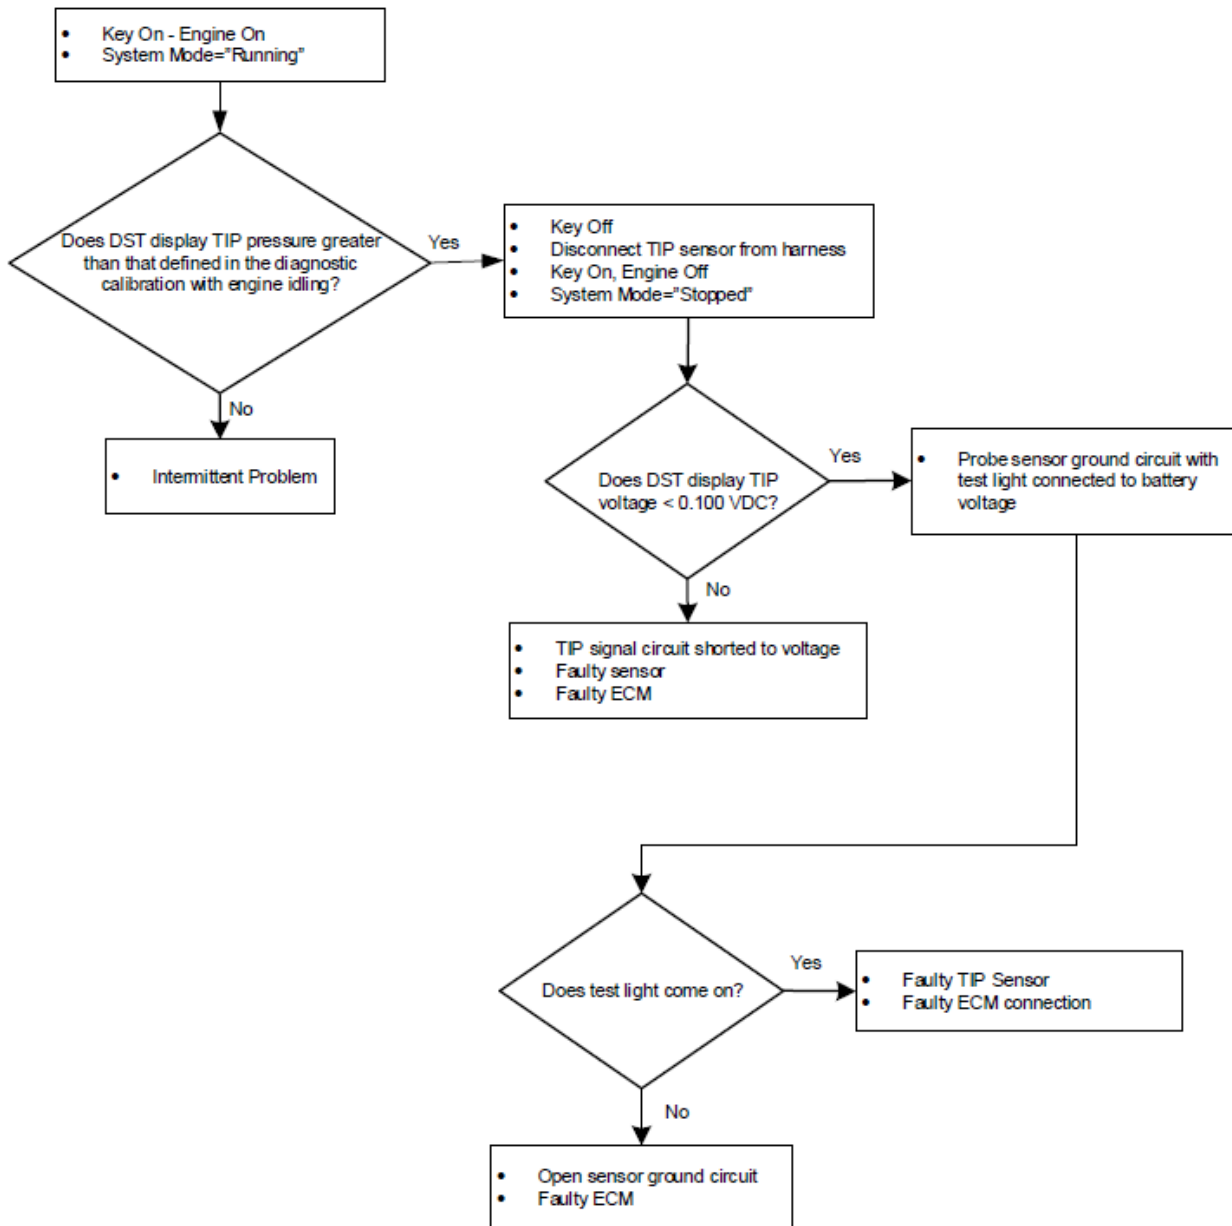 • Key On - Engine On
• System Mode=”Running”
Does DST display TIP pressure greater
than that defined in the diagnostic
calibration with engine idling?
Yes
• Key Off
• Disconnect TIP sensor from harness
• Key On, Engine Off
• System Mode=”Stopped”
No
• Intermittent Problem
Does DST display TIP
voltage < 0.100 VDC?
Yes
• Probe sensor ground circuit with
test light connected to battery
voltage
No
• TIP signal circuit shorted to voltage
• Faulty sensor
• Faulty ECM
Does test light come on?
Yes
• Faulty TIP Sensor
• Faulty ECM connection
No
• Open sensor ground circuit
• Faulty ECM